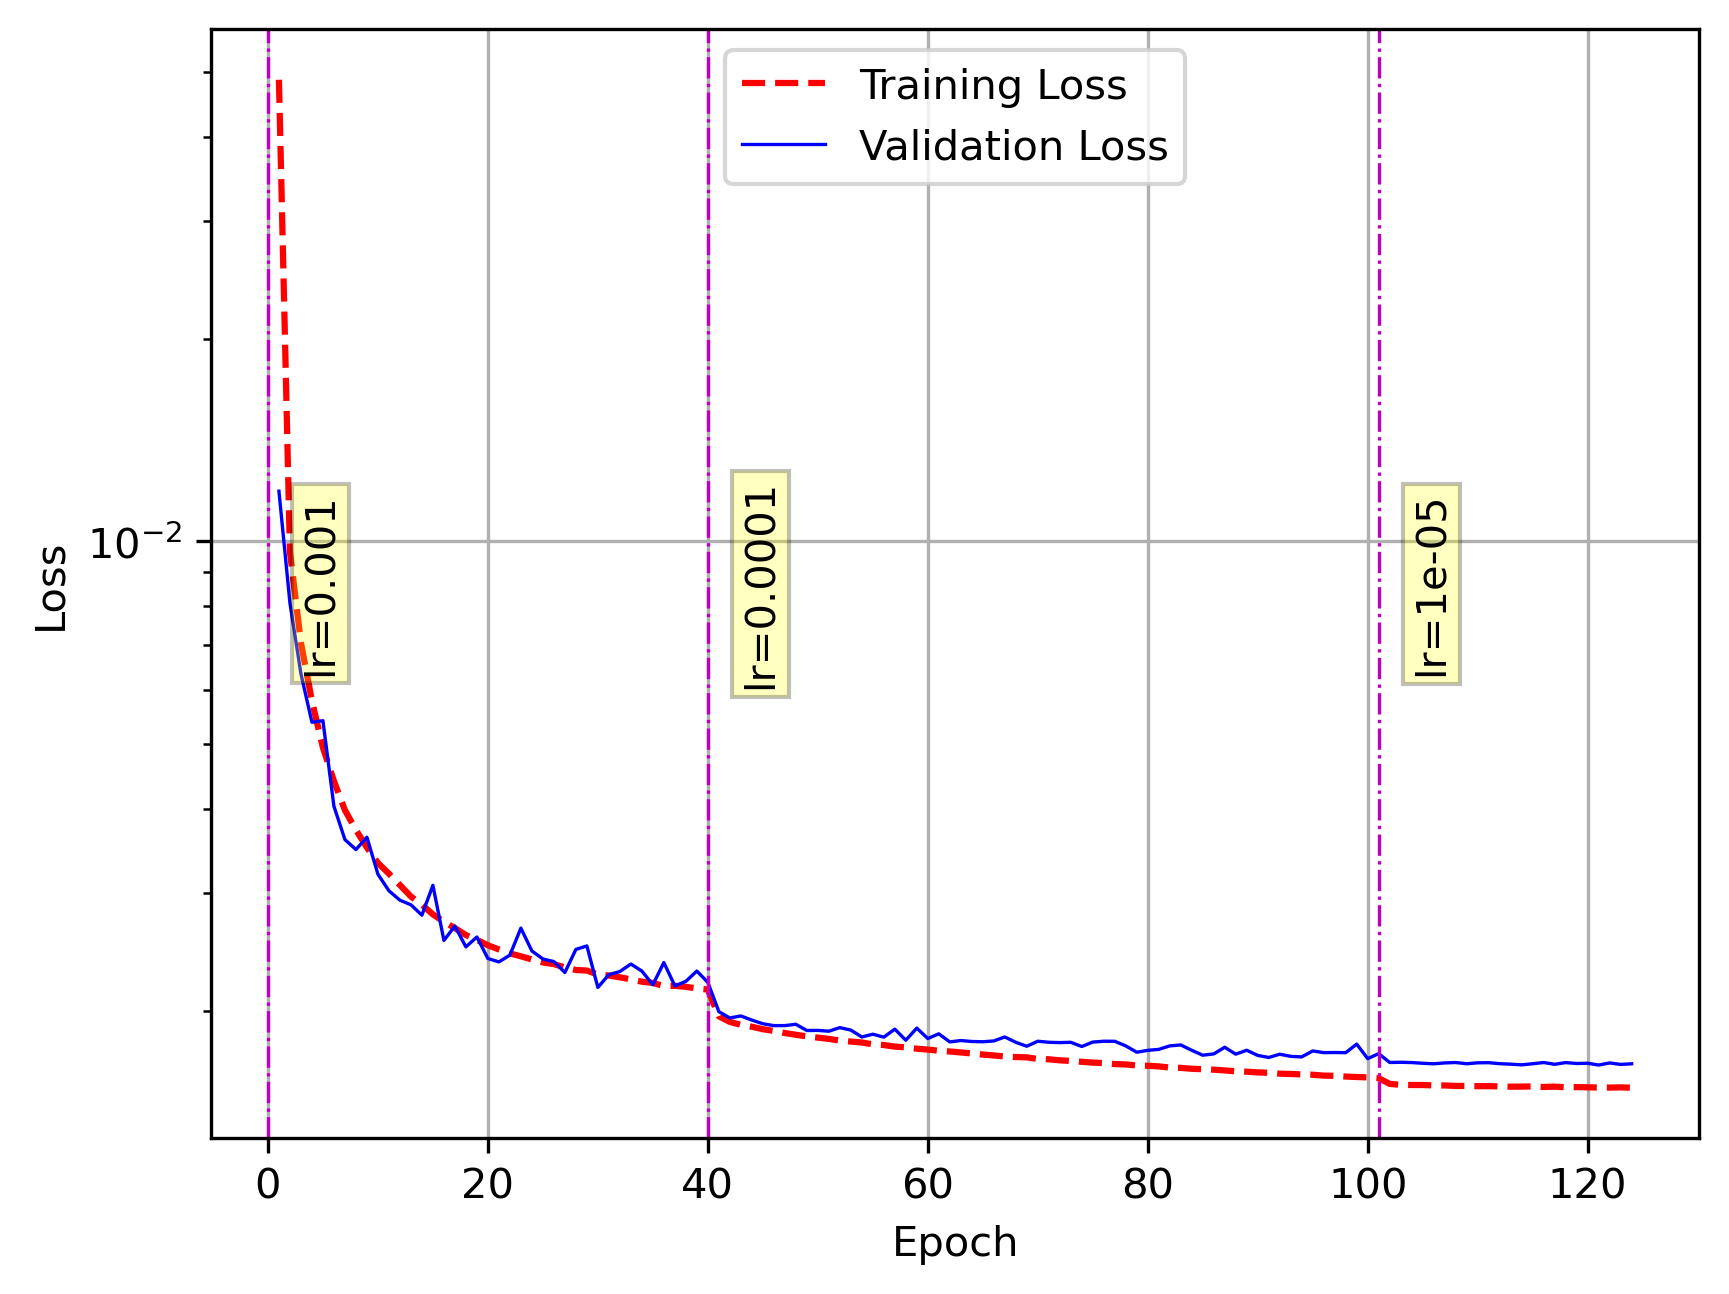 Training Loss
Validation Loss
lr=0.001
lr=0.0001
lr=1e-05
Loss
10⁻²
0 20 40 60 80 100 120
Epoch